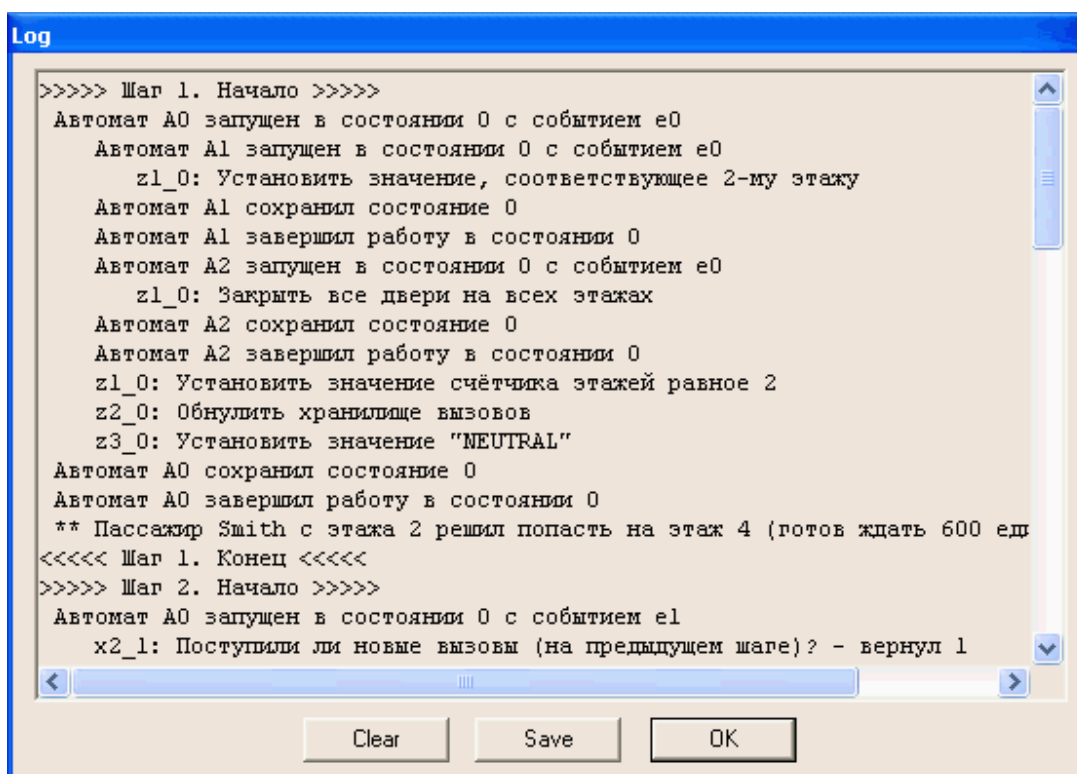 Log
>>>>> Шаг 1. Начало >>>>>
Автомат A0 запущен в состоянии 0 с событием e0
Автомат A1 запущен в состоянии 0 с событием e0
z1_0: Установить значение, соответствующее 2-му этажу
Автомат A1 сохранил состояние 0
Автомат A1 завершил работу в состоянии 0
Автомат A2 запущен в состоянии 0 с событием e0
z1_0: Закрыть все двери на всех этажах
Автомат A2 сохранил состояние 0
Автомат A2 завершил работу в состоянии 0
z1_0: Установить значение счётчика этажей равное 2
z2_0: Обнулить хранилище вызовов
z3_0: Установить значение "NEUTRAL"
Автомат A0 сохранил состояние 0
Автомат A0 завершил работу в состоянии 0
** Пассажир Smith с этажа 2 решил попасть на этаж 4 (готов ждать 600
<<<<< Шаг 1. Конец <<<<<
>>>>> Шаг 2. Начало >>>>>
Автомат A0 запущен в состоянии 0 с событием e1
x2_1: Поступили ли новые вызовы (на предыдущем шаге)? - вернул 1
Clear Save OK